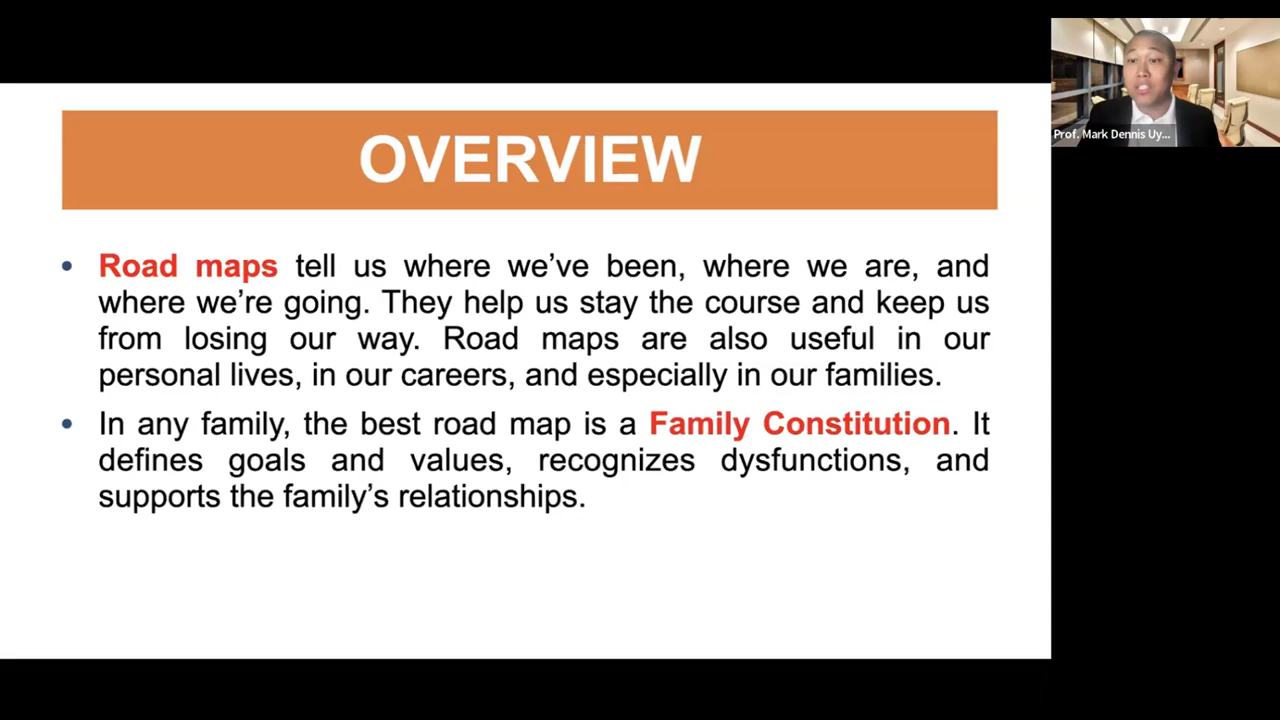 OVERVIEW
Prof. Mark Dennis Uy...
• Road maps tell us where we’ve been, where we are, and
where we’re going. They help us stay the course and keep us
from losing our way. Road maps are also useful in our
personal lives, in our careers, and especially in our families.
• In any family, the best road map is a Family Constitution. It
defines goals and values, recognizes dysfunctions, and
supports the family’s relationships.